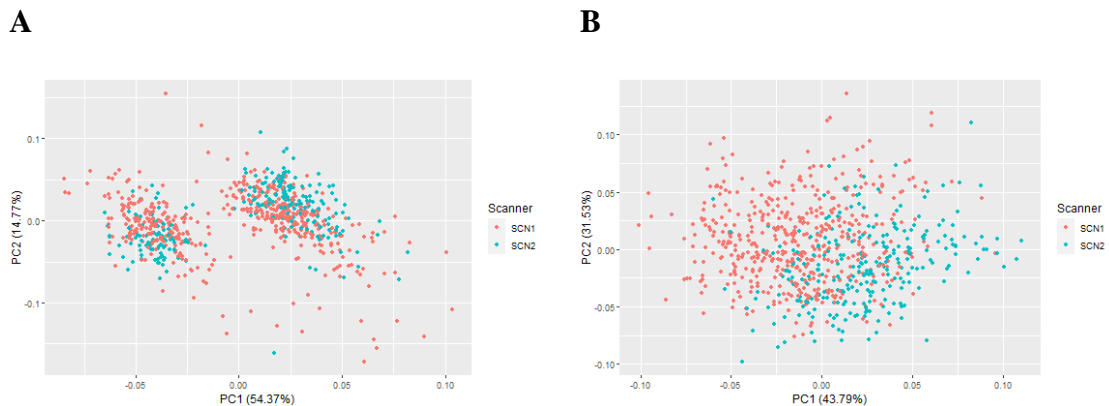 A
B
0.1
0.0
-0.1
PC2 (14.77%)
-0.05
0.00
0.05
0.10
PC1 (54.37%)
Scanner
SCN1
SCN2
0.10
0.05
0.00
-0.05
-0.10
PC2 (31.53%)
-0.10
-0.05
0.00
0.05
0.10
PC1 (43.79%)
Scanner
SCN1
SCN2